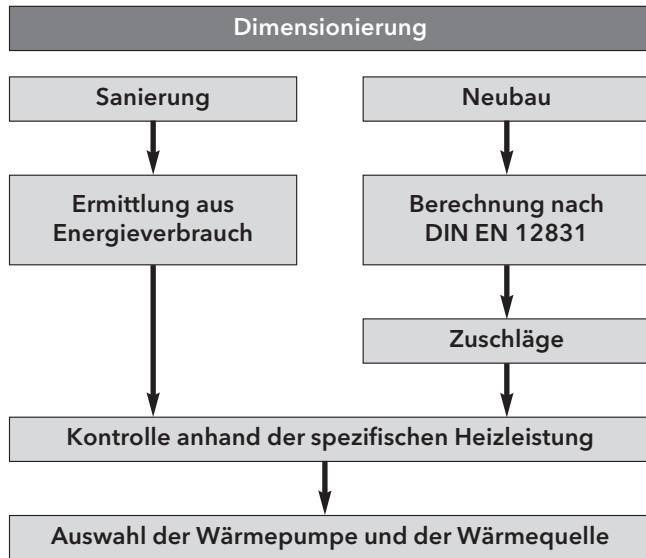 Dimensionierung
Sanierung
Neubau
Ermittlung aus
Energieverbrauch
Berechnung nach
DIN EN 12831
Zuschläge
Kontrolle anhand der spezifischen Heizleistung
Auswahl der Wärmepumpe und der Wärmequelle